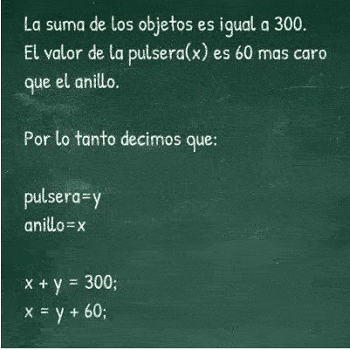 La suma de los objetos es igual a 300.
El valor de la pulsera(x) es 60 mas caro
que el anillo.
Por lo tanto decimos que:
pulsera=y
anillo=x
x + y = 300;
x = y + 60;